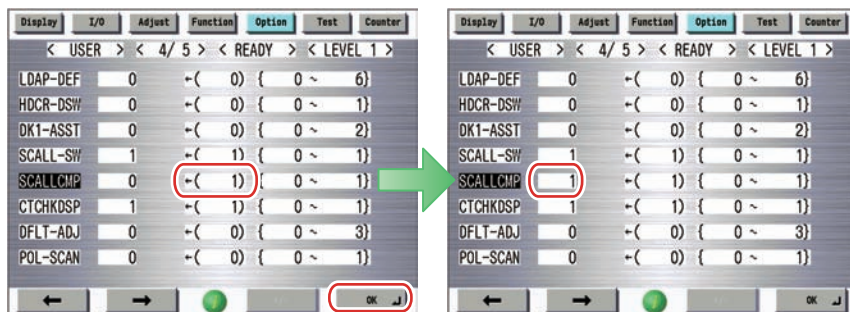 Display I/O Adjust Function Option Test Counter
< USER > < 4/ 5 > < READY > < LEVEL 1 >
LDAP-DEF 0 ←( 0) { 0 ~ 6}
HDCR-DSW 0 ←( 0) { 0 ~ 1}
DK1-ASST 0 ←( 0) { 0 ~ 2}
SCALL-SW 1 ←( 1) { 0 ~ 1}
SCALLCMP 0 ←( 1) { 0 ~ 1}
CTCHKDSP 1 ←( 1) { 0 ~ 1}
DFLT-ADJ 0 ←( 0) { 0 ~ 3}
POL-SCAN 0 ←( 0) { 0 ~ 1}
← → OK ┘
Display I/O Adjust Function Option Test Counter
< USER > < 4/ 5 > < READY > < LEVEL 1 >
LDAP-DEF 0 ←( 0) { 0 ~ 6}
HDCR-DSW 0 ←( 0) { 0 ~ 1}
DK1-ASST 0 ←( 0) { 0 ~ 2}
SCALL-SW 1 ←( 1) { 0 ~ 1}
SCALLCMP 1 ←( 1) { 0 ~ 1}
CTCHKDSP 1 ←( 1) { 0 ~ 1}
DFLT-ADJ 0 ←( 0) { 0 ~ 3}
POL-SCAN 0 ←( 0) { 0 ~ 1}
← → OK ┘